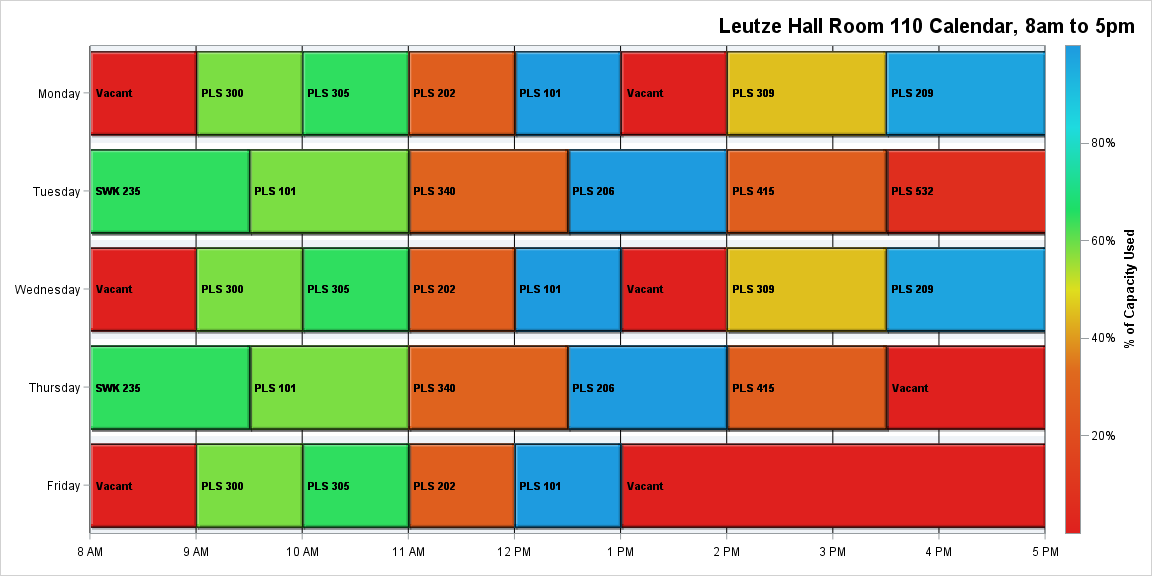 Leutze Hall Room 110 Calendar, 8am to 5pm
Monday
Vacant
PLS 300
PLS 305
PLS 202
PLS 101
Vacant
PLS 309
PLS 209
Tuesday
SWK 235
PLS 101
PLS 340
PLS 206
PLS 415
PLS 532
Wednesday
Vacant
PLS 300
PLS 305
PLS 202
PLS 101
Vacant
PLS 309
PLS 209
Thursday
SWK 235
PLS 101
PLS 340
PLS 206
PLS 415
Vacant
Friday
Vacant
PLS 300
PLS 305
PLS 202
PLS 101
Vacant
8 AM
9 AM
10 AM
11 AM
12 PM
1 PM
2 PM
3 PM
4 PM
5 PM
80%
60%
40%
20%
% of Capacity Used